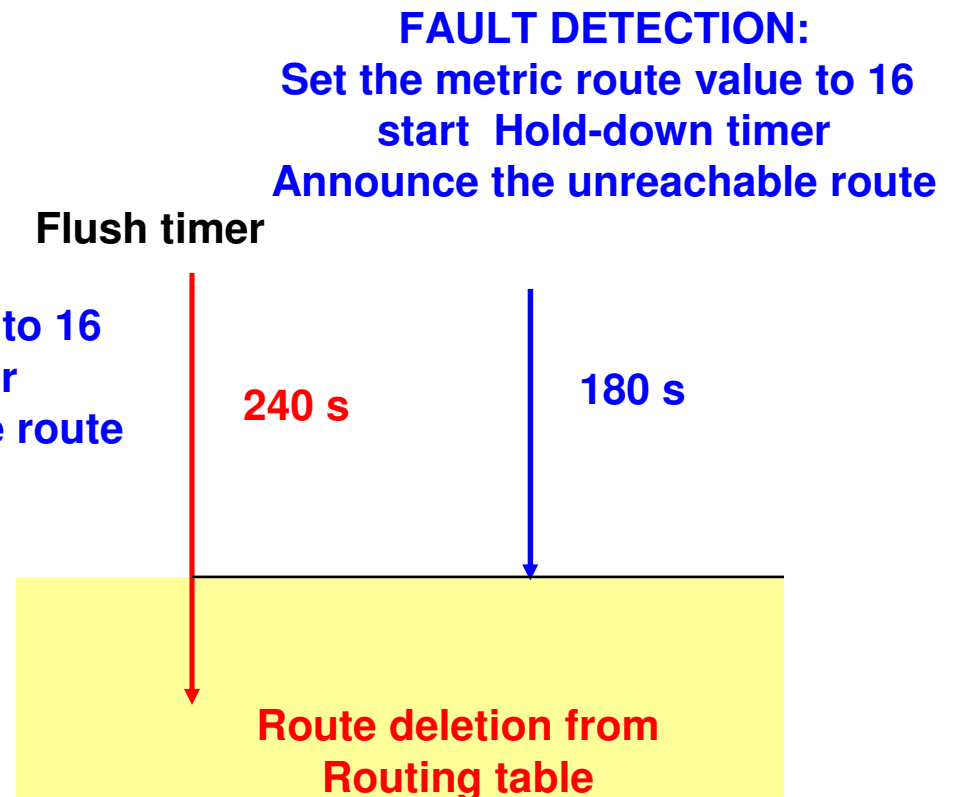 FAULT DETECTION:
Set the metric route value to 16
start Hold-down timer
Announce the unreachable route
Flush timer
to 16
r
e route
240 s
180 s
Route deletion from
Routing table